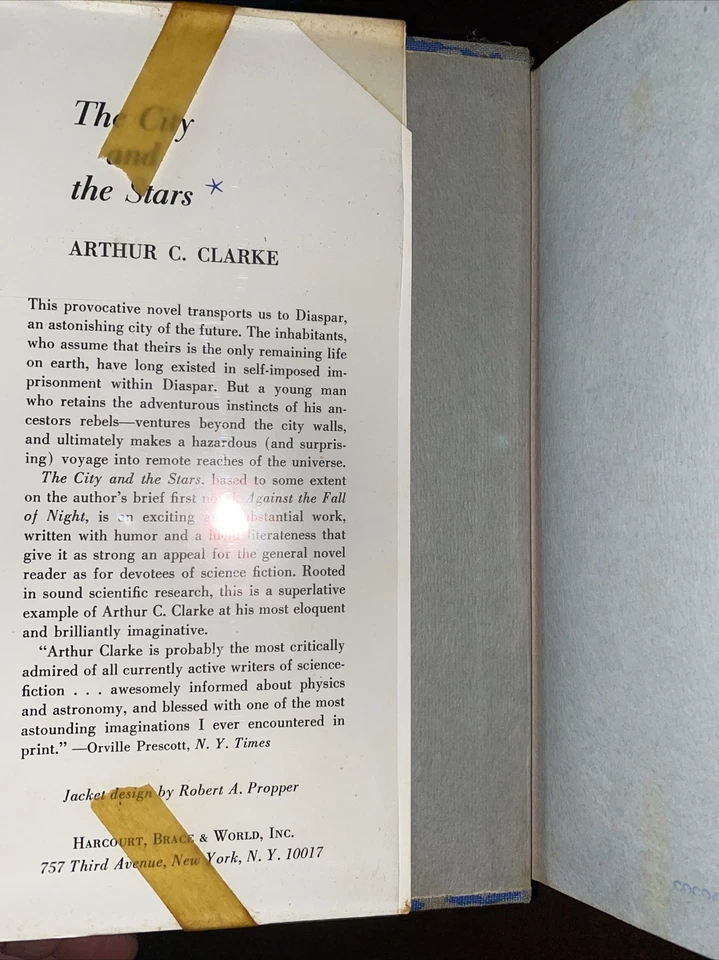 The City
and
the Stars *
ARTHUR C. CLARKE
This provocative novel transports us to Diaspar,
an astonishing city of the future. The inhabitants,
who assume that theirs is the only remaining life
on earth, have long existed in self-imposed im-
prisonment within Diaspar. But a young man
who retains the adventurous instincts of his an-
cestors rebels—ventures beyond the city walls,
and ultimately makes a hazardous (and surpris-
ing) voyage into remote reaches of the universe.
The City and the Stars. based to some extent
on the author's brief first novel, Against the Fall
of Night, is an exciting and substantial work,
written with humor and a literateness that
give it as strong an appeal for the general novel
reader as for devotees of science fiction. Rooted
in sound scientific research, this is a superlative
example of Arthur C. Clarke at his most eloquent
and brilliantly imaginative.
“Arthur Clarke is probably the most critically
admired of all currently active writers of science-
fiction . . . awesomely informed about physics
and astronomy, and blessed with one of the most
astounding imaginations I ever encountered in
print.” —Orville Prescott, N. Y. Times
Jacket design by Robert A. Propper
HARCOURT, BRACE & WORLD, INC.
757 Third Avenue, New York, N. Y. 10017